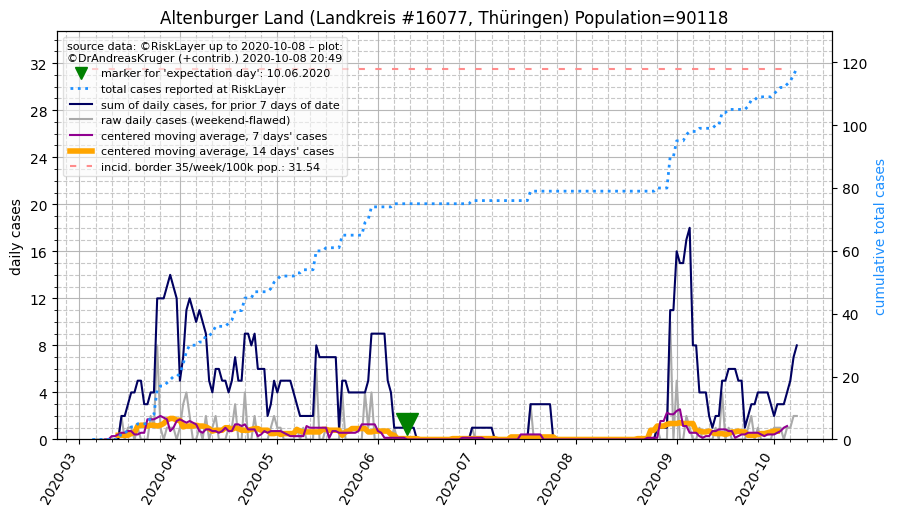 Altenburger Land (Landkreis #16077, Thüringen) Population=90118
source data: ©RiskLayer up to 2020-10-08 – plot:
©DrAndreasKruger (+contrib.) 2020-10-08 20:49
marker for 'expectation day': 10.06.2020
total cases reported at RiskLayer
sum of daily cases, for prior 7 days of date
raw daily cases (weekend-flawed)
centered moving average, 7 days' cases
centered moving average, 14 days' cases
incid. border 35/week/100k pop.: 31.54
daily cases
32
28
24
20
16
12
8
4
0
cumulative total cases
120
100
80
60
40
20
0
2020-03
2020-04
2020-05
2020-06
2020-07
2020-08
2020-09
2020-10